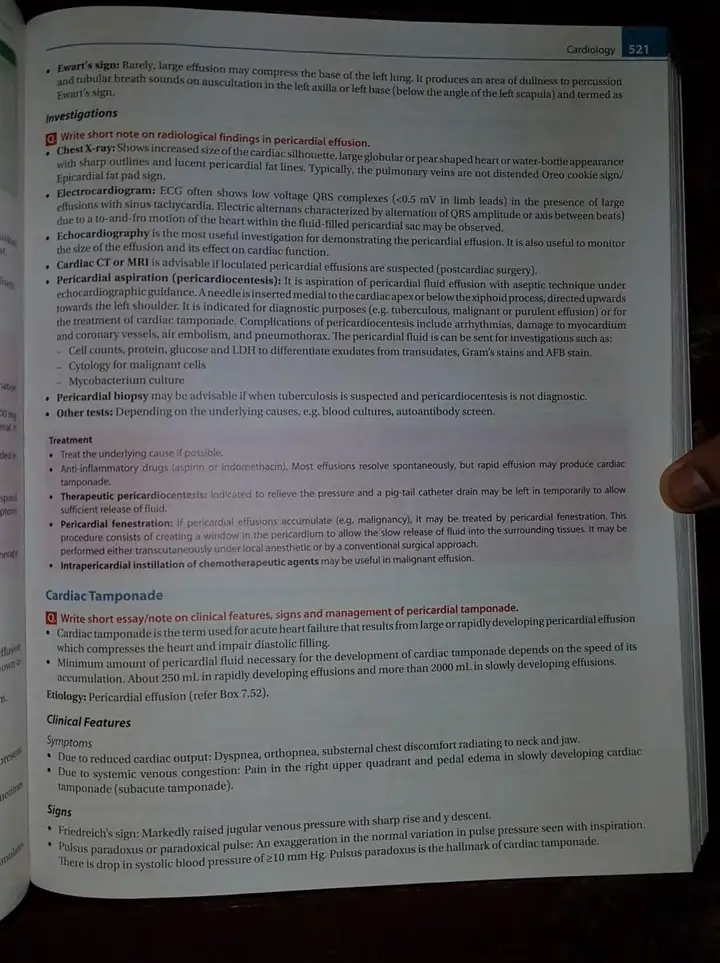 Cardiology 521
• Ewart's sign: Rarely, large effusion may compress the base of the left lung. It produces an area of dullness to percussion
and tubular breath sounds on auscultation in the left axilla or left base (below the angle of the left scapula) and termed as
Ewart's sign.
Investigations
Q Write short note on radiological findings in pericardial effusion.
• Chest X-ray: Shows increased size of the cardiac silhouette, large globular or pear shaped heart or water-bottle appearance
with sharp outlines and lucent pericardial fat lines. Typically, the pulmonary veins are not distended Oreo cookie sign/
Epicardial fat pad sign.
• Electrocardiogram: ECG often shows low voltage QRS complexes (<0.5 mV in limb leads) in the presence of large
effusions with sinus tachycardia. Electric alternans characterized by alternation of QRS amplitude or axis between beats)
due to a to-and-fro motion of the heart within the fluid-filled pericardial sac may be observed.
• Echocardiography is the most useful investigation for demonstrating the pericardial effusion. It is also useful to monitor
the size of the effusion and its effect on cardiac function.
• Cardiac CT or MRI is advisable if loculated pericardial effusions are suspected (postcardiac surgery).
• Pericardial aspiration (pericardiocentesis): It is aspiration of pericardial fluid effusion with aseptic technique under
echocardiographic guidance. A needle is inserted medial to the cardiac apex or below the xiphoid process, directed upwards
towards the left shoulder. It is indicated for diagnostic purposes (e.g. tuberculous, malignant or purulent effusion) or for
the treatment of cardiac tamponade. Complications of pericardiocentesis include arrhythmias, damage to myocardium
and coronary vessels, air embolism, and pneumothorax. The pericardial fluid is can be sent for investigations such as:
– Cell counts, protein, glucose and LDH to differentiate exudates from transudates, Gram's stains and AFB stain.
– Cytology for malignant cells
– Mycobacterium culture
• Pericardial biopsy may be advisable if when tuberculosis is suspected and pericardiocentesis is not diagnostic.
• Other tests: Depending on the underlying causes, e.g. blood cultures, autoantibody screen.
Treatment
• Treat the underlying cause if possible.
• Anti-inflammatory drugs (aspirin or indomethacin). Most effusions resolve spontaneously, but rapid effusion may produce cardiac
tamponade.
• Therapeutic pericardiocentesis: Indicated to relieve the pressure and a pig-tail catheter drain may be left in temporarily to allow
sufficient release of fluid.
• Pericardial fenestration: If pericardial effusions accumulate (e.g. malignancy), it may be treated by pericardial fenestration. This
procedure consists of creating a window in the pericardium to allow the slow release of fluid into the surrounding tissues. It may be
performed either transcutaneously under local anesthetic or by a conventional surgical approach.
• Intrapericardial instillation of chemotherapeutic agents may be useful in malignant effusion.
Cardiac Tamponade
Q Write short essay/note on clinical features, signs and management of pericardial tamponade.
• Cardiac tamponade is the term used for acute heart failure that results from large or rapidly developing pericardial effusion
which compresses the heart and impair diastolic filling.
• Minimum amount of pericardial fluid necessary for the development of cardiac tamponade depends on the speed of its
accumulation. About 250 mL in rapidly developing effusions and more than 2000 mL in slowly developing effusions.
Etiology: Pericardial effusion (refer Box 7.52).
Clinical Features
Symptoms
• Due to reduced cardiac output: Dyspnea, orthopnea, substernal chest discomfort radiating to neck and jaw.
• Due to systemic venous congestion: Pain in the right upper quadrant and pedal edema in slowly developing cardiac
tamponade (subacute tamponade).
Signs
• Friedreich's sign: Markedly raised jugular venous pressure with sharp rise and y descent.
• Pulsus paradoxus or paradoxical pulse: An exaggeration in the normal variation in pulse pressure seen with inspiration.
There is drop in systolic blood pressure of ≥10 mm Hg. Pulsus paradoxus is the hallmark of cardiac tamponade.